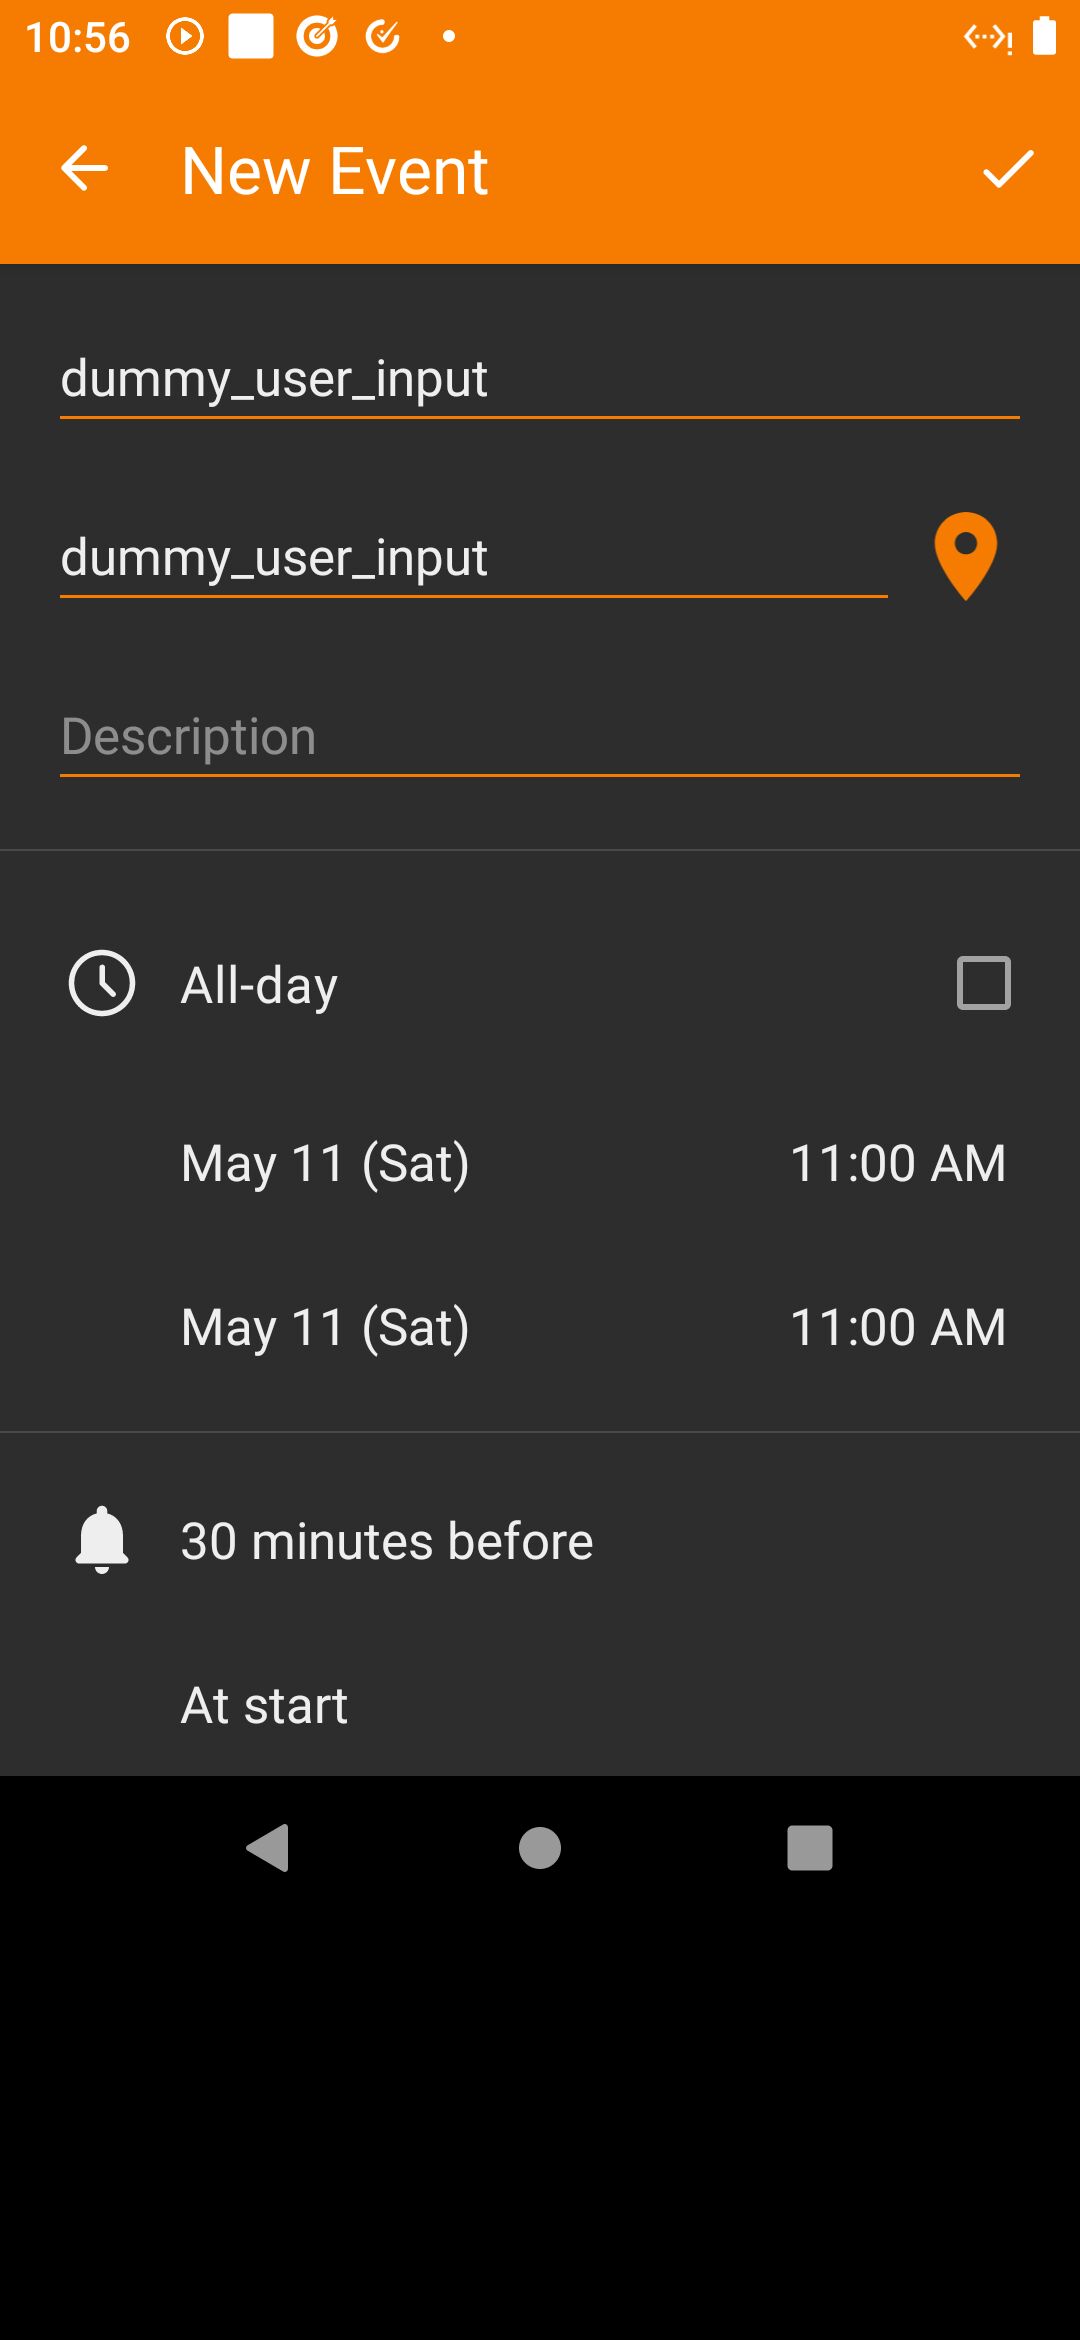 10:56
New Event
dummy_user_input
dummy_user_input
Description
All-day
May 11 (Sat) 11:00 AM
May 11 (Sat) 11:00 AM
30 minutes before
At start